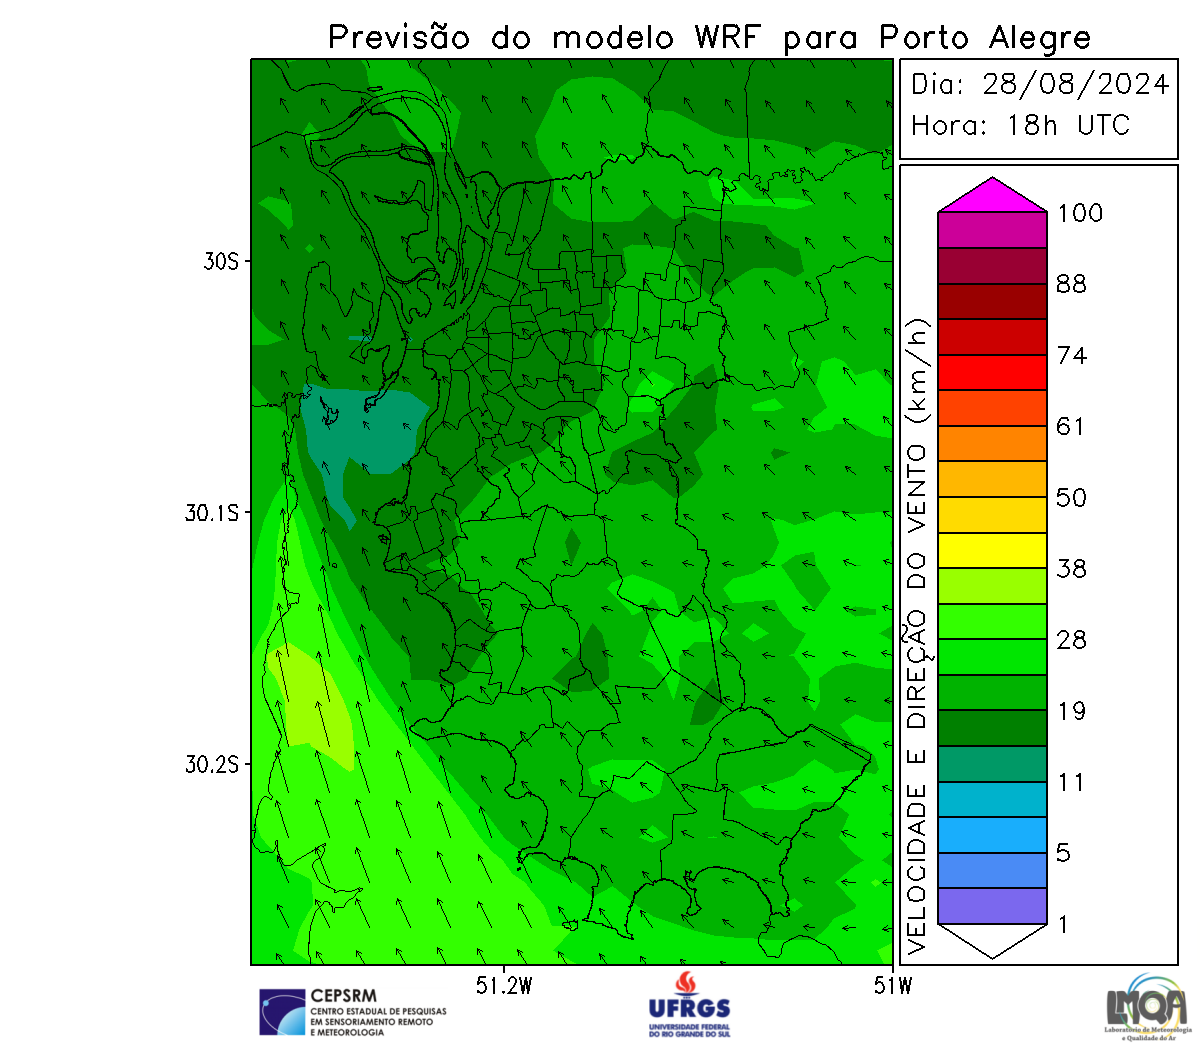 Previsão do modelo WRF para Porto Alegre
Dia: 28/08/2024
Hora: 18h UTC
100
88
74
61
50
38
28
19
11
5
1
VELOCIDADE E DIREÇÃO DO VENTO (km/h)
30S
30.1S
30.2S
51.2W
51W
CEPSRM
CENTRO ESTADUAL DE PESQUISAS
EM SENSORIAMENTO REMOTO
E METEOROLOGIA
UFRGS
UNIVERSIDADE FEDERAL
DO RIO GRANDE DO SUL
LMQA
Laboratório de Meteorologia
e Qualidade do Ar